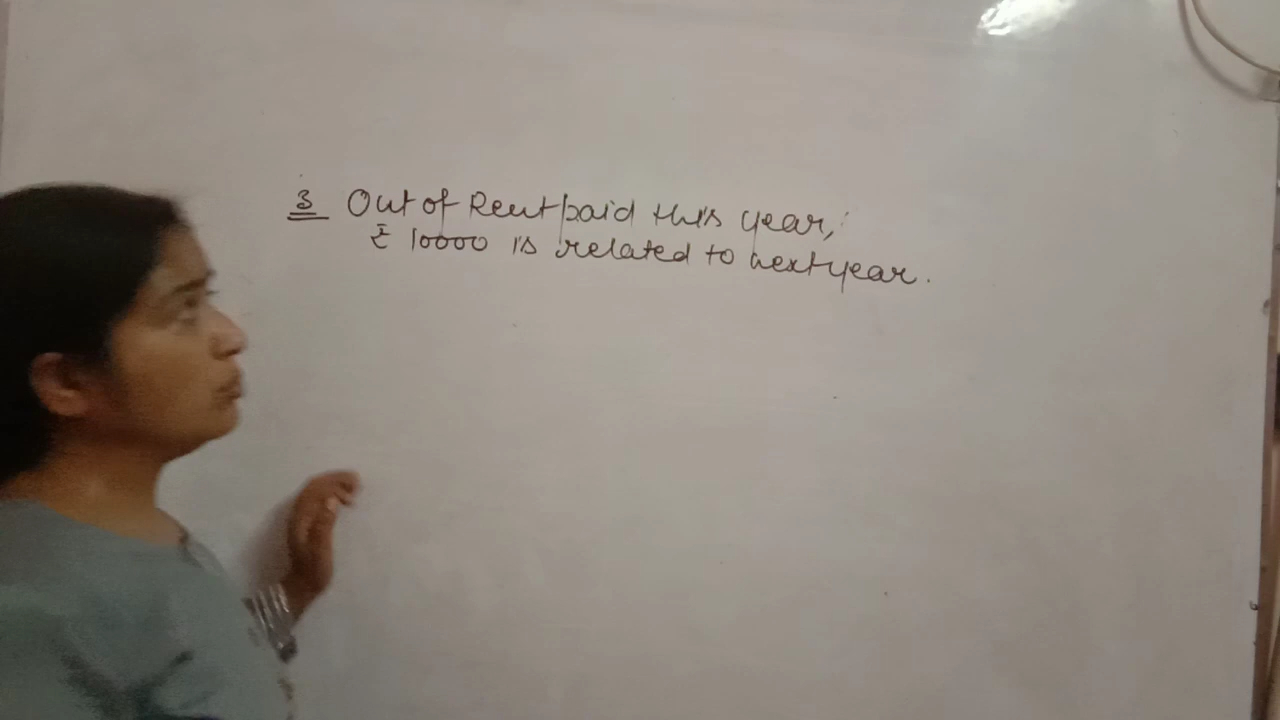 3 Out of Rent paid this year,
₹ 10000 is related to next year.